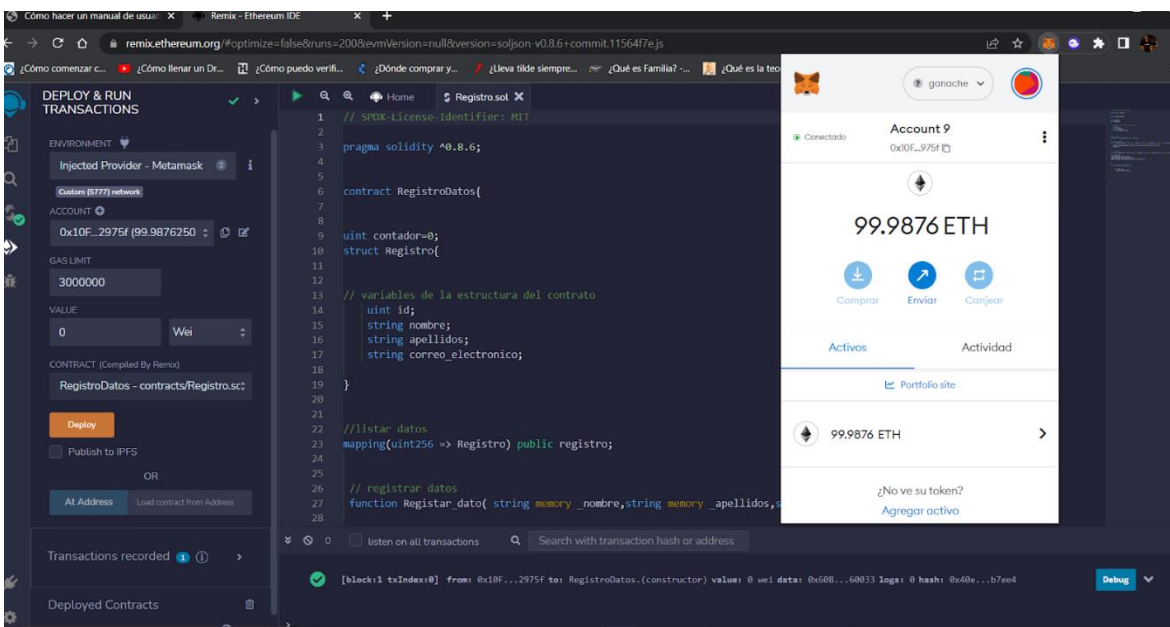 Cómo hacer un manual de usuar
Remix - Ethereum IDE
remix.ethereum.org/#optimize=false&runs=200&evmVersion=null&version=soljson-v0.8.6+commit.11564f7e.js
¿Cómo comenzar c...
¿Cómo llenar un Dr...
¿Cómo puedo verifi...
¿Dónde comprar y...
¿Lleva tilde siempre...
¿Qué es Familia? -...
¿Qué es la teo
DEPLOY & RUN
TRANSACTIONS
ENVIRONMENT
Injected Provider - Metamask
i
Custom (5777) network
ACCOUNT
0x10F...2975f (99.9876250
GAS LIMIT
3000000
VALUE
0
Wei
CONTRACT (Compiled By Remix)
RegistroDatos - contracts/Registro.sc
Deploy
Publish to IPFS
OR
At Address
Load contract from Address
Transactions recorded 1 i
Deployed Contracts
Home
Registro.sol
1 // SPDX-License-Identifier: MIT
2
3 pragma solidity ^0.8.6;
4
5
6 contract RegistroDatos{
7
8
9 uint contador=0;
10 struct Registro{
11
12
13 // variables de la estructura del contrato
14 uint id;
15 string nombre;
16 string apellidos;
17 string correo_electronico;
18
19 }
20
21
22 //listar datos
23 mapping(uint256 => Registro) public registro;
24
25
26 // registrar datos
27 function Registar_dato( string memory _nombre,string memory _apellidos,s
28
ganache
Conectado
Account 9
0x10F...975f
99.9876 ETH
Comprar
Enviar
Canjear
Activos
Actividad
Portfolio site
99.9876 ETH
¿No ve su token?
Agregar activo
0
listen on all transactions
Search with transaction hash or address
[block:1 txIndex:0] from: 0x10F...2975f to: RegistroDatos.(constructor) value: 0 wei data: 0x608...60033 logs: 0 hash: 0x40e...b7ee4
Debug